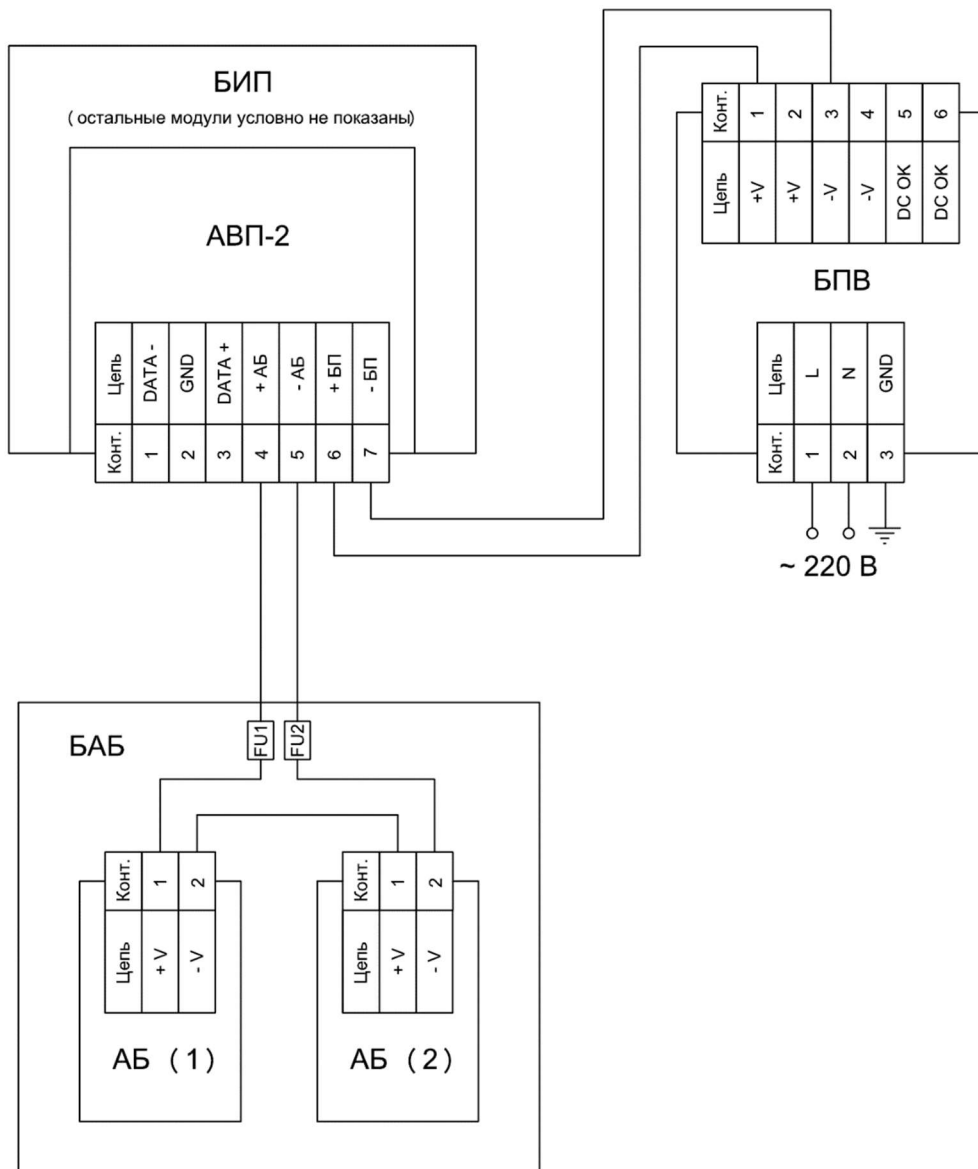 БИП
( остальные модули условно не показаны)
АВП-2
Цепь DATA - GND DATA + + АБ - АБ + БП - БП
Конт. 1 2 3 4 5 6 7
Конт. 1 2 3 4 5 6
Цепь +V +V -V -V DC OK DC OK
БПВ
Цепь L N GND
Конт. 1 2 3
~ 220 В
БАБ
FU1 FU2
Конт. 1 2
Цепь + V - V
АБ ( 1 )
Конт. 1 2
Цепь + V - V
АБ ( 2 )